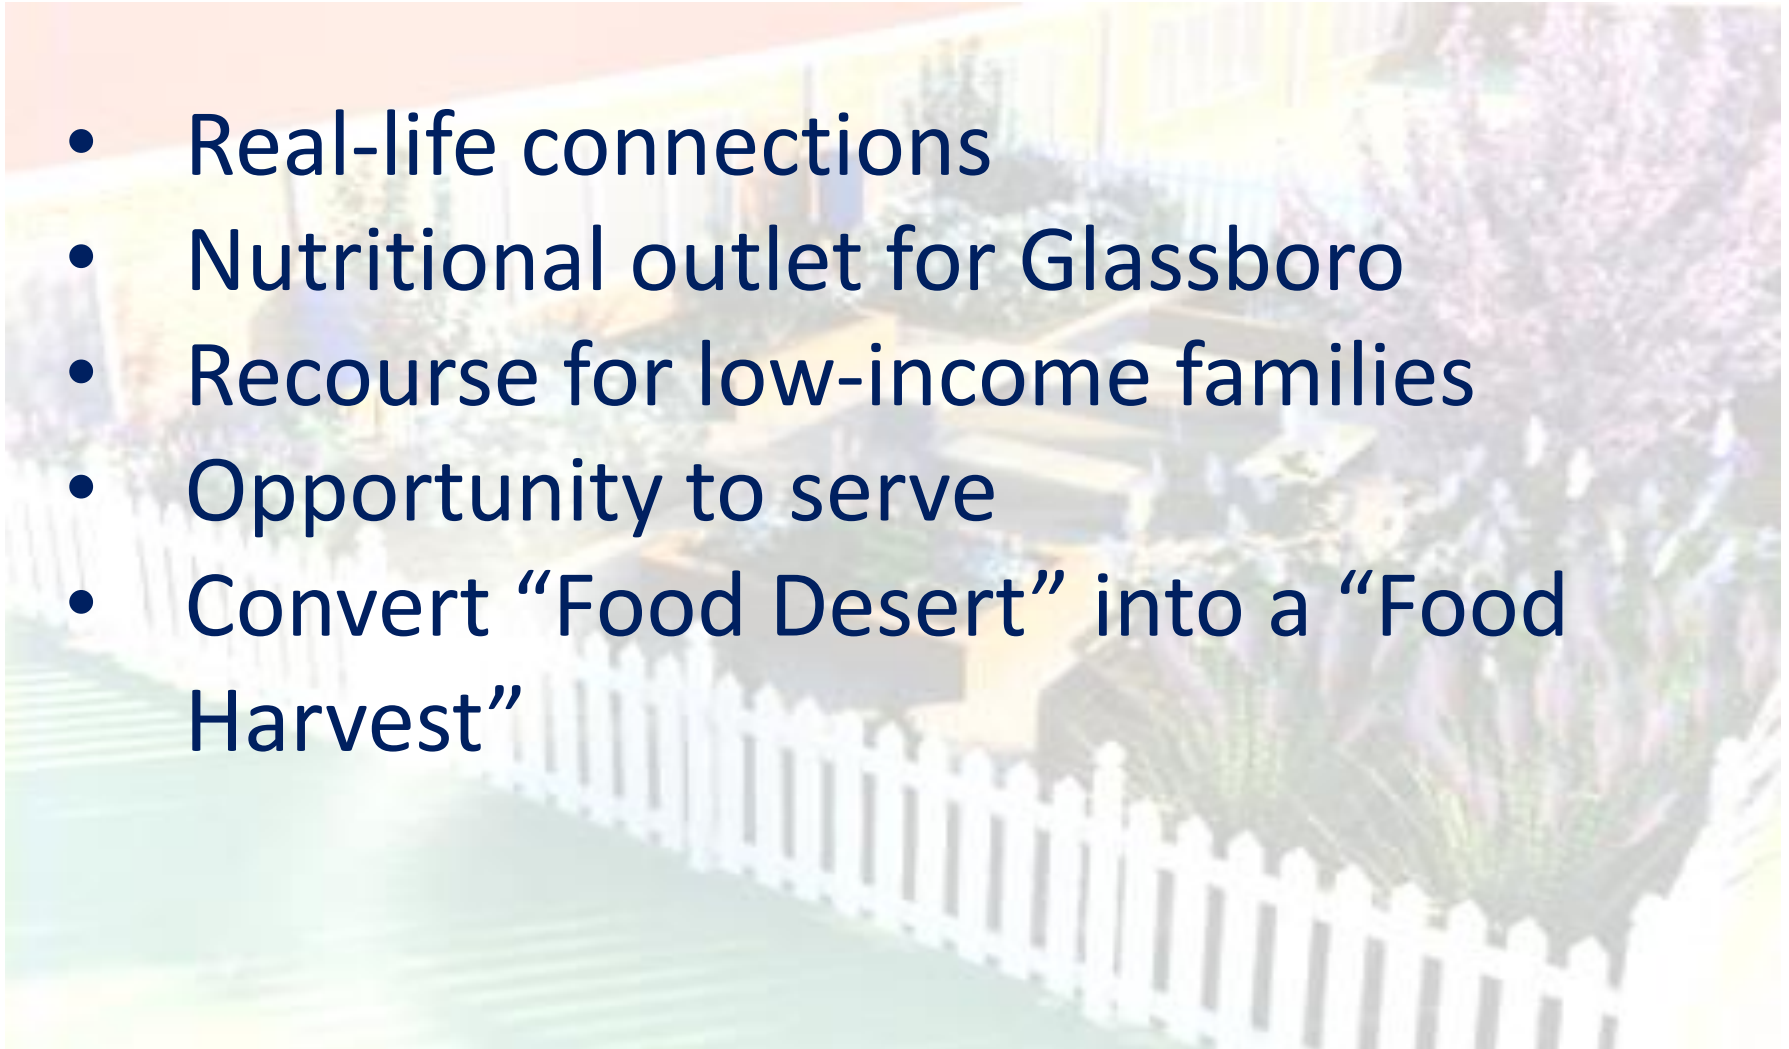 • Real-life connections
• Nutritional outlet for Glassboro
• Recourse for low-income families
• Opportunity to serve
• Convert “Food Desert” into a “Food
Harvest”